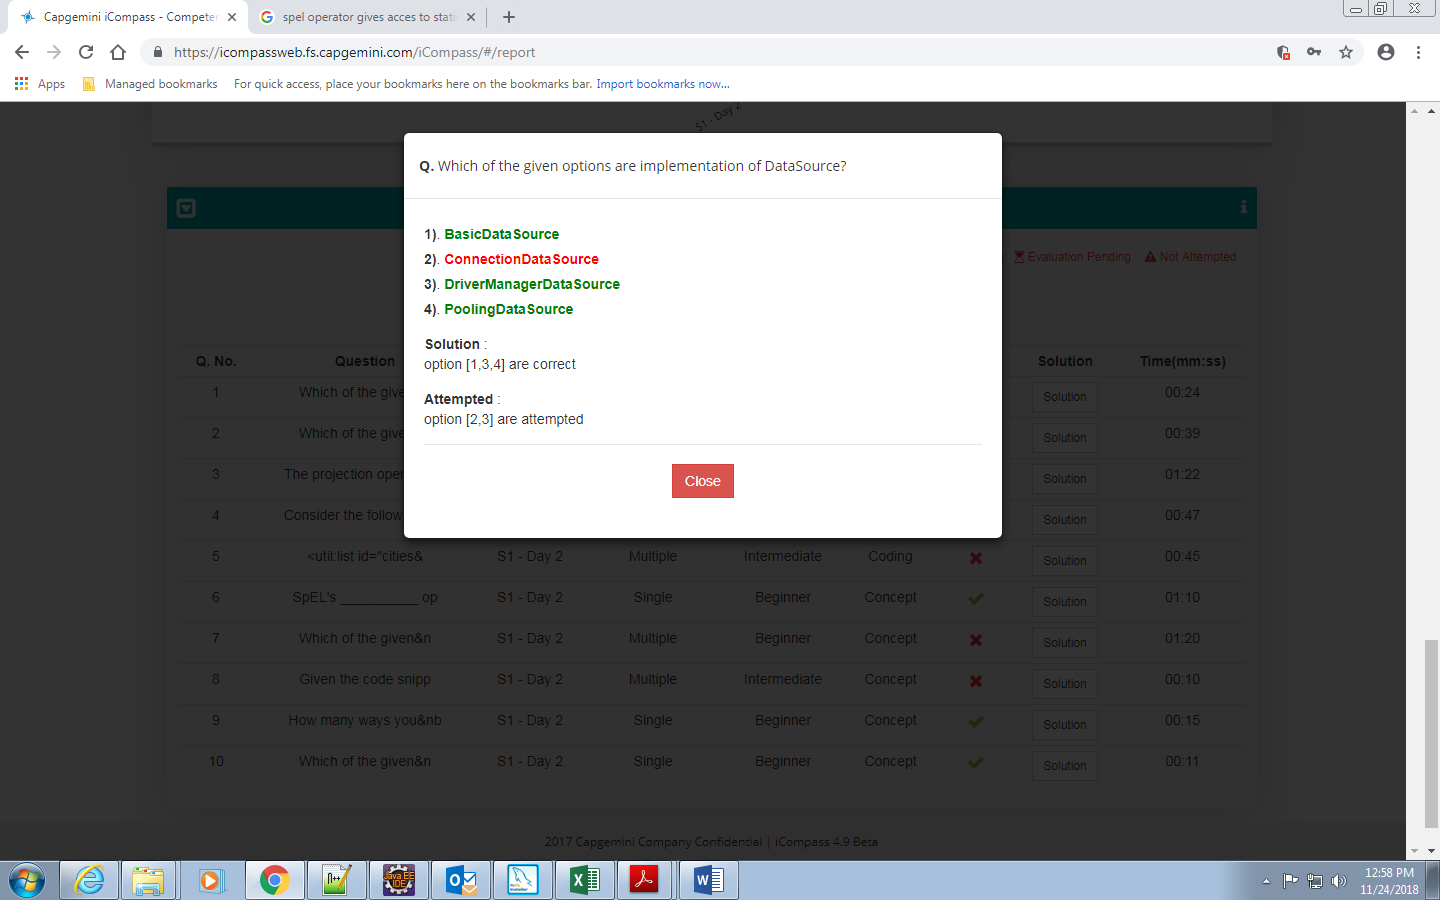 Capgemini iCompass - Competer
spel operator gives acces to stati
https://icompassweb.fs.capgemini.com/iCompass/#/report
Apps Managed bookmarks For quick access, place your bookmarks here on the bookmarks bar. Import bookmarks now...
S1 - Day 2
Q. Which of the given options are implementation of DataSource?
1). BasicDataSource
2). ConnectionDataSource
3). DriverManagerDataSource
4). PoolingDataSource
Solution :
option [1,3,4] are correct
Attempted :
option [2,3] are attempted
Close
Evaluation Pending Not Attempted
Q. No. Question Solution Time(mm:ss)
1 Which of the give Solution 00:24
2 Which of the give Solution 00:39
3 The projection oper Solution 01:22
4 Consider the follow Solution 00:47
5 <util:list id="cities& S1 - Day 2 Multiple Intermediate Coding Solution 00:45
6 SpEL's __________ op S1 - Day 2 Single Beginner Concept Solution 01:10
7 Which of the given&n S1 - Day 2 Multiple Beginner Concept Solution 01:20
8 Given the code snipp S1 - Day 2 Multiple Intermediate Concept Solution 00:10
9 How many ways you&nb S1 - Day 2 Single Beginner Concept Solution 00:15
10 Which of the given&n S1 - Day 2 Single Beginner Concept Solution 00:11
2017 Capgemini Company Confidential | iCompass 4.9 Beta
Java EE
IDE
12:58 PM
11/24/2018